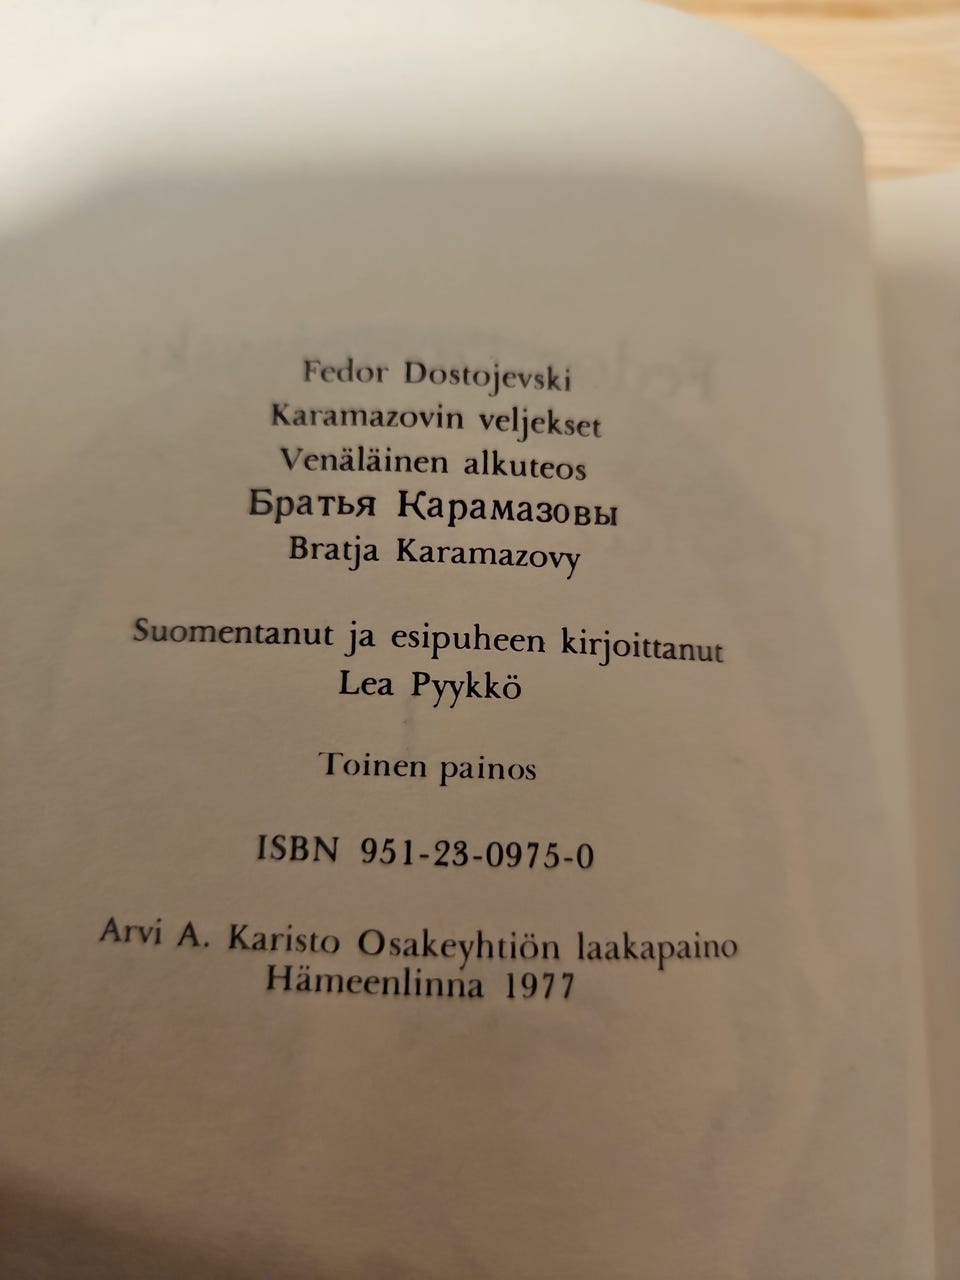 Fedor Dostojevski
Karamazovin veljekset
Venäläinen alkuteos
Братья Карамазовы
Bratja Karamazovy
Suomentanut ja esipuheen kirjoittanut
Lea Pyykkö
Toinen painos
ISBN 951-23-0975-0
Arvi A. Karisto Osakeyhtiön laakapaino
Hämeenlinna 1977